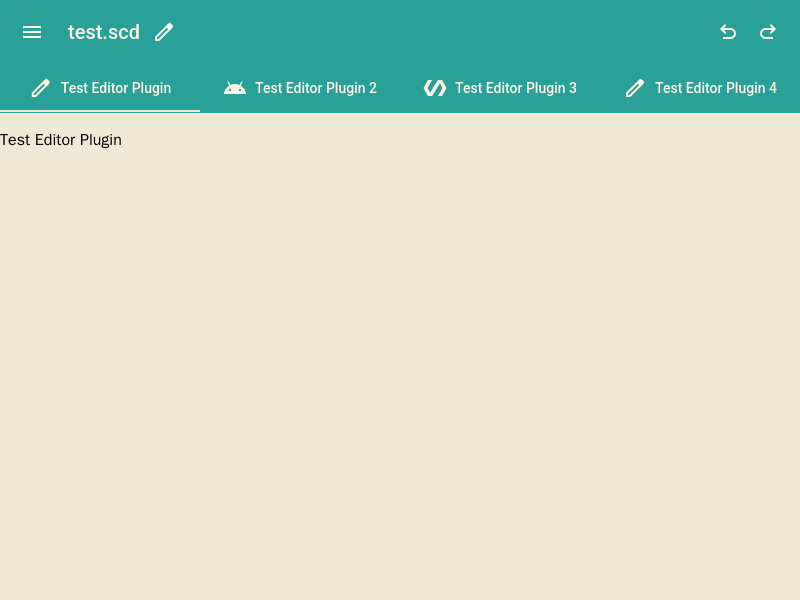 test.scd
Test Editor Plugin
Test Editor Plugin 2
Test Editor Plugin 3
Test Editor Plugin 4
Test Editor Plugin